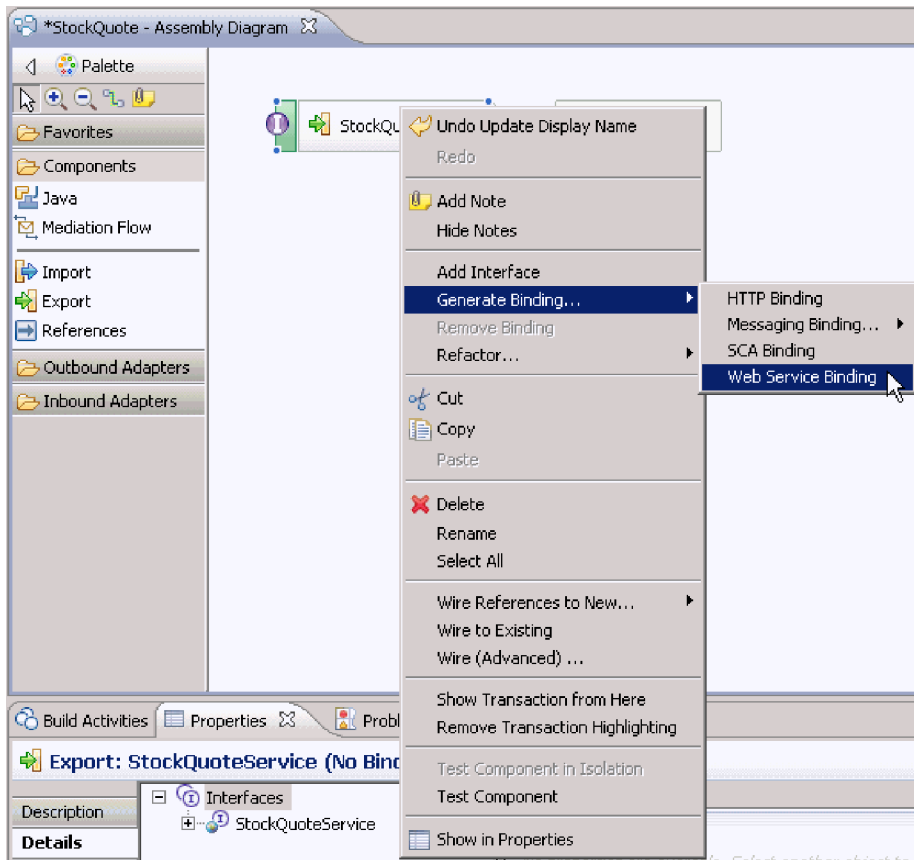 *StockQuote - Assembly Diagram
Palette
Favorites
Components
Java
Mediation Flow
Import
Export
References
Outbound Adapters
Inbound Adapters
StockQu
Undo Update Display Name
Redo
Add Note
Hide Notes
Add Interface
Generate Binding...
Remove Binding
Refactor...
Cut
Copy
Paste
Delete
Rename
Select All
Wire References to New...
Wire to Existing
Wire (Advanced) ...
Show Transaction from Here
Remove Transaction Highlighting
Test Component in Isolation
Test Component
Show in Properties
HTTP Binding
Messaging Binding...
SCA Binding
Web Service Binding
Build Activities
Properties
Probl
Export: StockQuoteService (No Bind
Description
Details
Interfaces
StockQuoteService